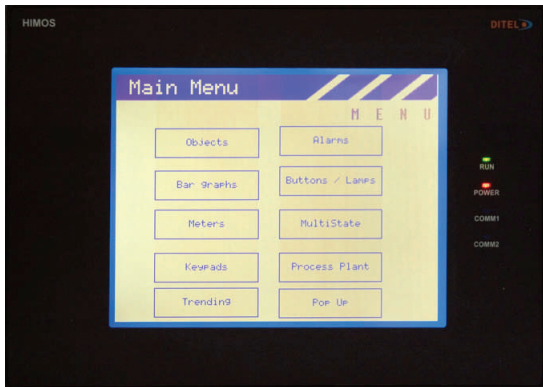 HIMOS
DITEL
Main Menu
MENU
Objects
Alarms
Bar graphs
Buttons / Lamps
Meters
MultiState
Keypads
Process Plant
Trending
Pop Up
RUN
POWER
COMM1
COMM2